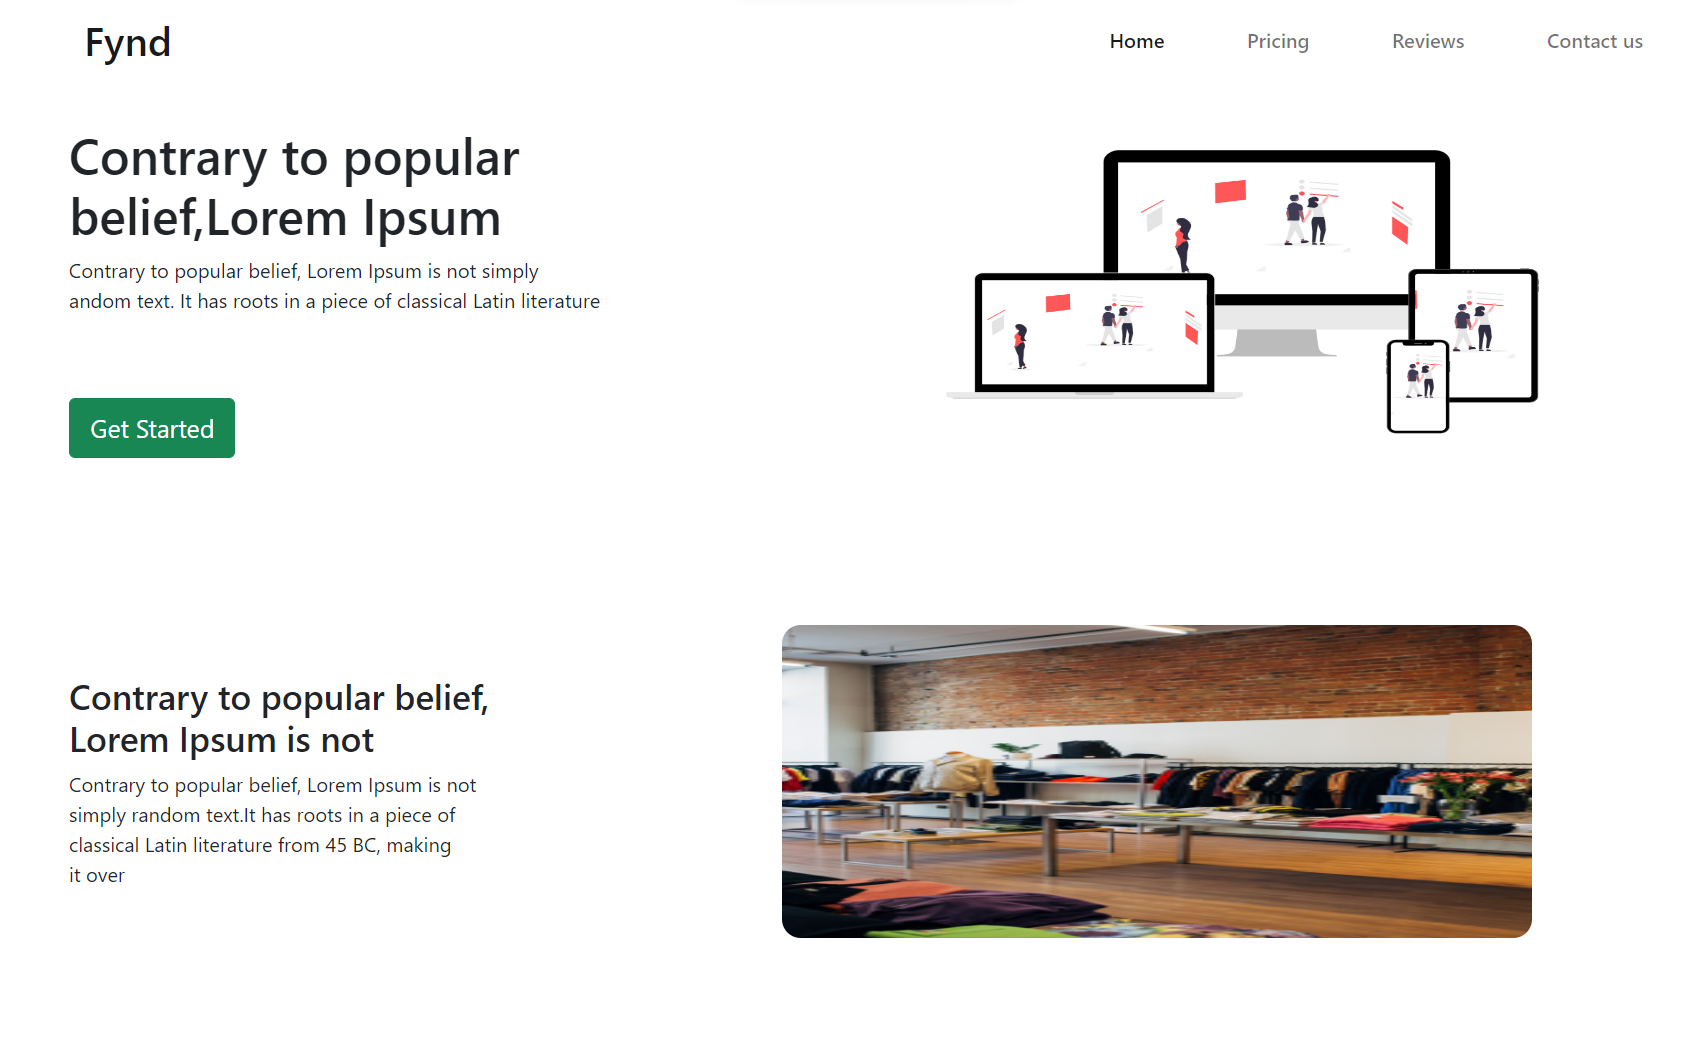 Fynd
Home
Pricing
Reviews
Contact us
Contrary to popular
belief,Lorem Ipsum
Contrary to popular belief, Lorem Ipsum is not simply
andom text. It has roots in a piece of classical Latin literature
Get Started
Contrary to popular belief,
Lorem Ipsum is not
Contrary to popular belief, Lorem Ipsum is not
simply random text.It has roots in a piece of
classical Latin literature from 45 BC, making
it over